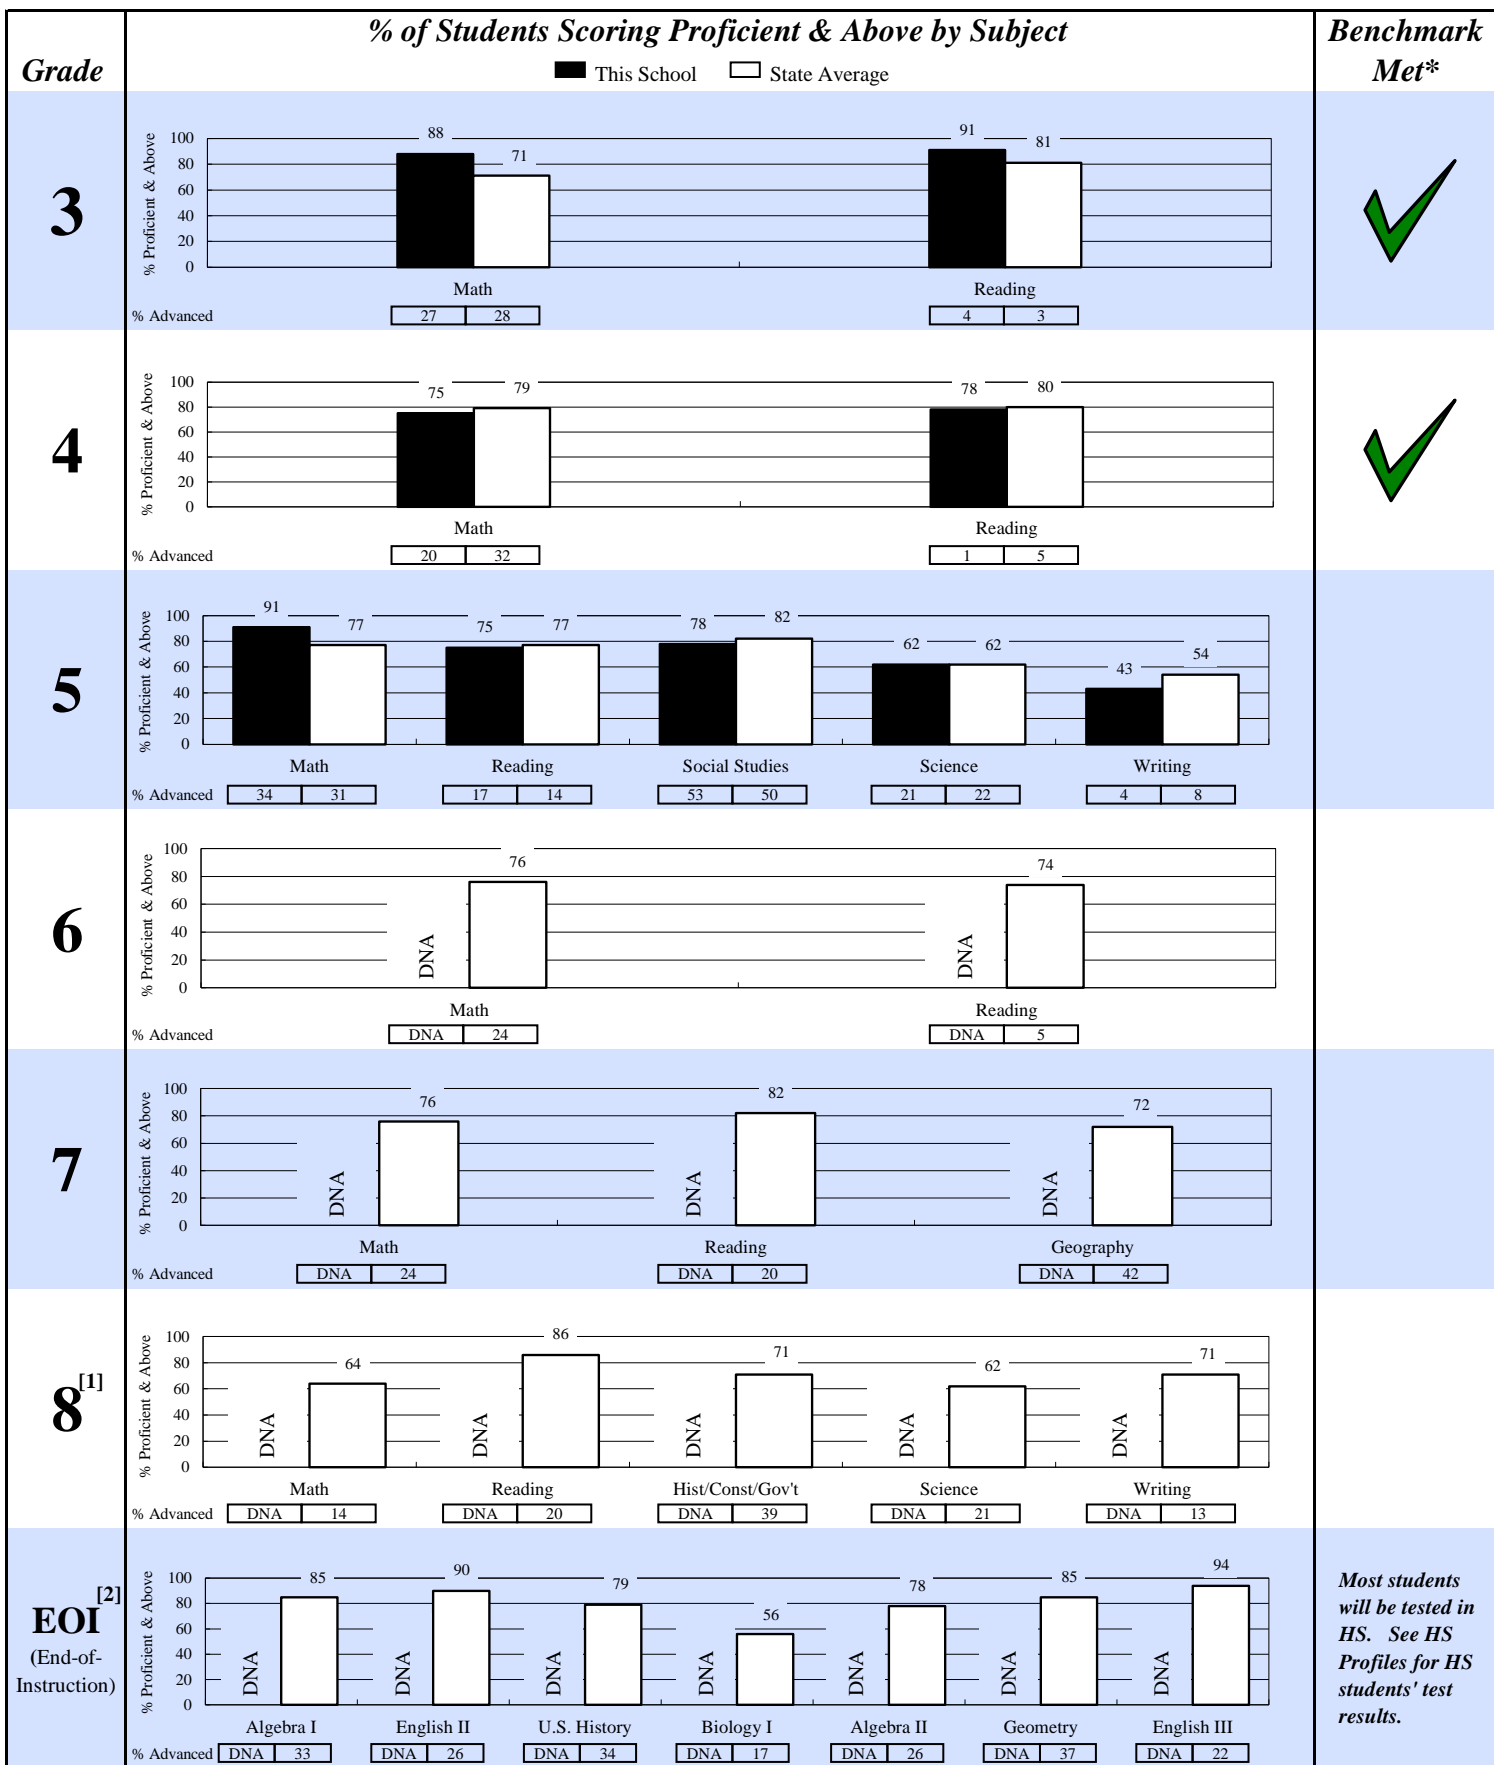 % of Students Scoring Proficient & Above by Subject
Benchmark
Met*
Grade
This School State Average
3
% Proficient & Above
100
80
60
40
20
0
88 71 91 81
Math Reading
% Advanced 27 28 4 3
4
% Proficient & Above
100
80
60
40
20
0
75 79 78 80
Math Reading
% Advanced 20 32 1 5
5
% Proficient & Above
100
80
60
40
20
0
91 77 75 77 78 82 62 62 43 54
Math Reading Social Studies Science Writing
% Advanced 34 31 17 14 53 50 21 22 4 8
6
% Proficient & Above
100
80
60
40
20
0
DNA 76 DNA 74
Math Reading
% Advanced DNA 24 DNA 5
7
% Proficient & Above
100
80
60
40
20
0
DNA 76 DNA 82 DNA 72
Math Reading Geography
% Advanced DNA 24 DNA 20 DNA 42
8[1]
% Proficient & Above
100
80
60
40
20
0
DNA 64 DNA 86 DNA 71 DNA 62 DNA 71
Math Reading Hist/Const/Gov't Science Writing
% Advanced DNA 14 DNA 20 DNA 39 DNA 21 DNA 13
EOI[2]
(End-of-
Instruction)
% Proficient & Above
100
80
60
40
20
0
DNA 85 DNA 90 DNA 79 DNA 56 DNA 78 DNA 85 DNA 94
Algebra I English II U.S. History Biology I Algebra II Geometry English III
% Advanced DNA 33 DNA 26 DNA 34 DNA 17 DNA 26 DNA 37 DNA 22
Most students
will be tested in
HS. See HS
Profiles for HS
students' test
results.